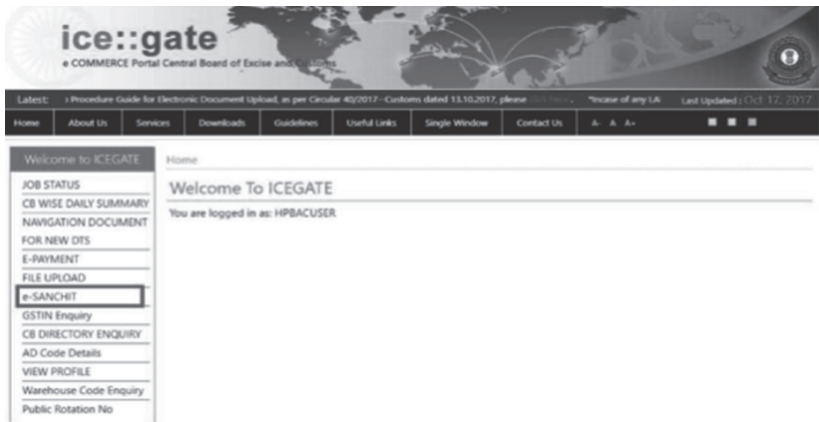 ice::gate
e COMMERCE Portal Central Board of Excise and Customs
Latest: Procedure Guide for Electronic Document Upload, as per Circular 40/2017-Customs dated 13.10.2017, please click here. *Incase of any LAI Last Updated : Oct 17, 2017
Home About Us Services Downloads Guidelines Useful Links Single Window Contact Us A- A A+
Welcome to ICEGATE
JOB STATUS
CB WISE DAILY SUMMARY
NAVIGATION DOCUMENT
FOR NEW DTS
E-PAYMENT
FILE UPLOAD
e-SANCHIT
GSTIN Enquiry
CB DIRECTORY ENQUIRY
AD Code Details
VIEW PROFILE
Warehouse Code Enquiry
Public Rotation No
Home
Welcome To ICEGATE
You are logged in as: HPBACUSER